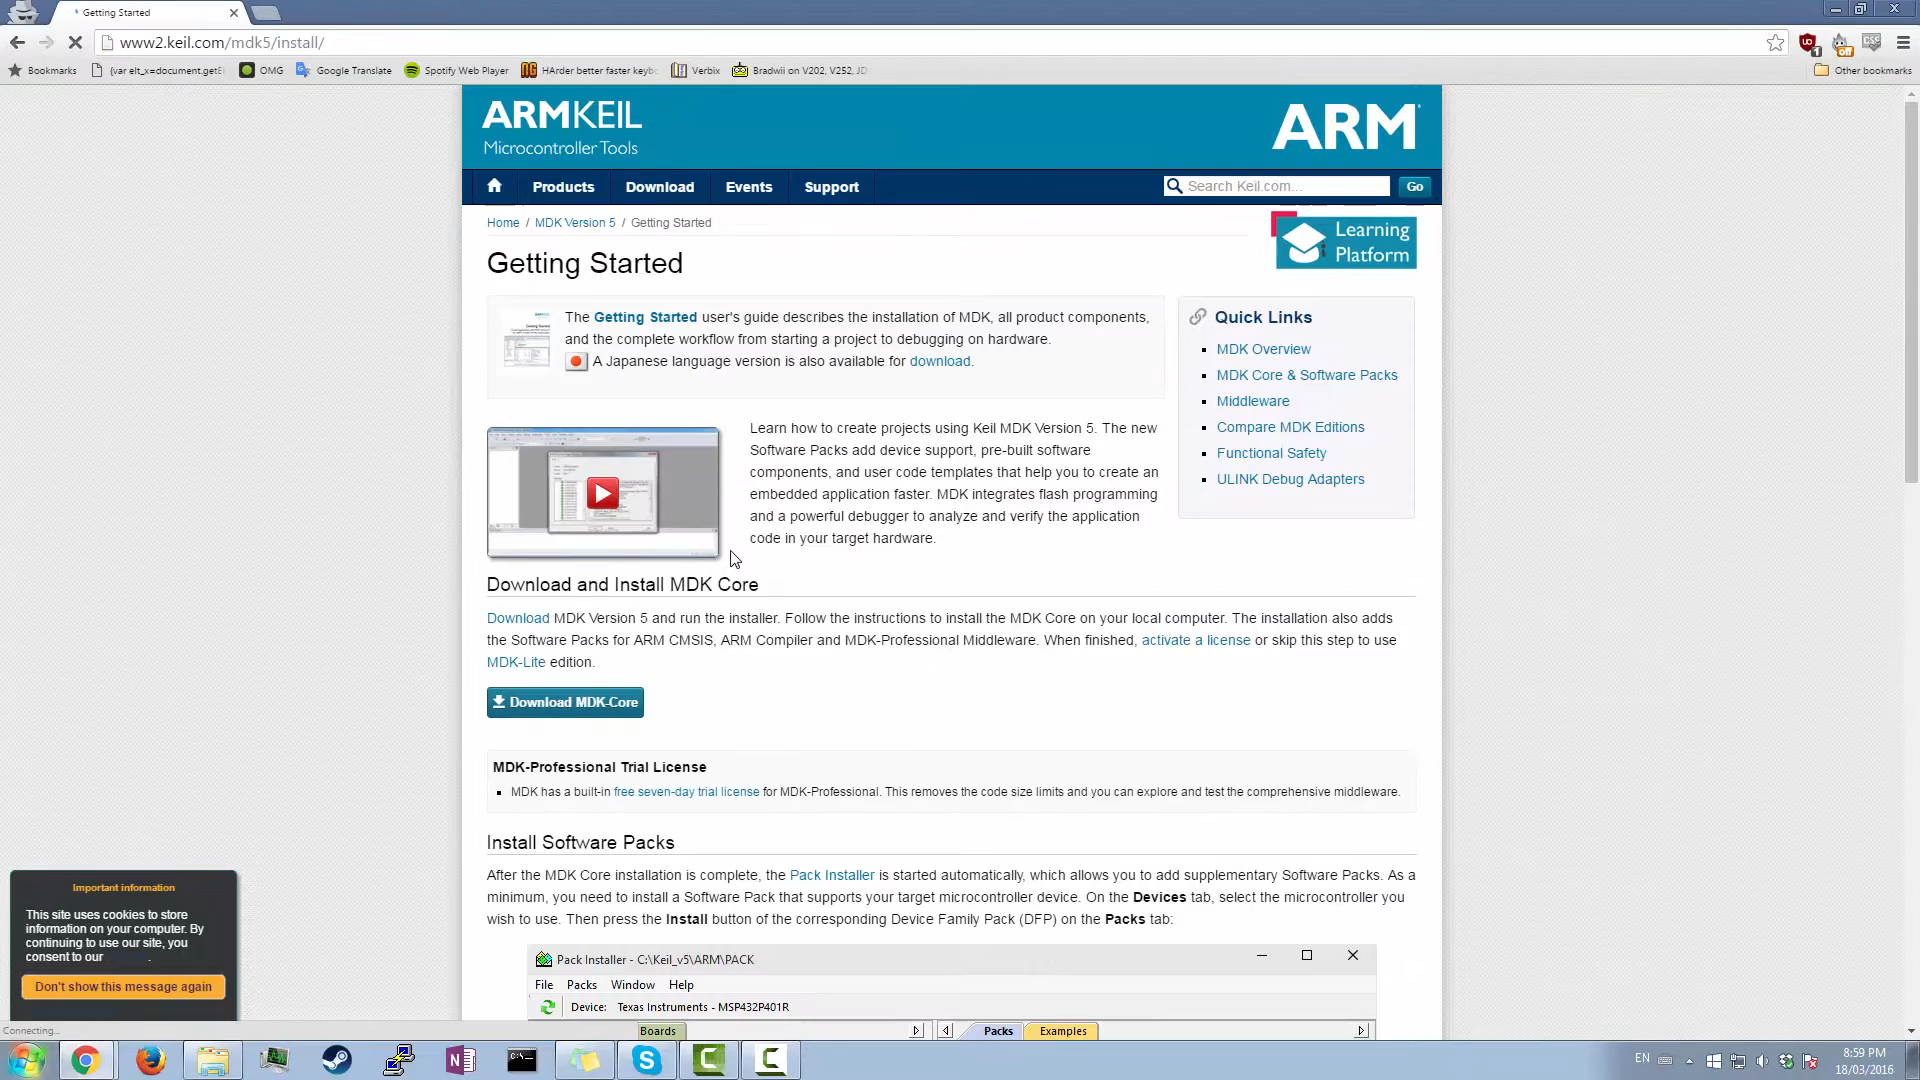 Getting Started
www2.keil.com/mdk5/install/
Bookmarks
(var elt_x=document.getEl
OMG
Google Translate
Spotify Web Player
HArder better faster keybo
Verbix
Bradwii on V202, V252, JD
Other bookmarks
ARMKEIL
Microcontroller Tools
ARM
Products
Download
Events
Support
Search Keil.com...
Go
Home / MDK Version 5 / Getting Started
Learning
Platform
Getting Started
The Getting Started user's guide describes the installation of MDK, all product components,
and the complete workflow from starting a project to debugging on hardware.
A Japanese language version is also available for download.
Quick Links
MDK Overview
MDK Core & Software Packs
Middleware
Compare MDK Editions
Functional Safety
ULINK Debug Adapters
Learn how to create projects using Keil MDK Version 5. The new
Software Packs add device support, pre-built software
components, and user code templates that help you to create an
embedded application faster. MDK integrates flash programming
and a powerful debugger to analyze and verify the application
code in your target hardware.
Download and Install MDK Core
Download MDK Version 5 and run the installer. Follow the instructions to install the MDK Core on your local computer. The installation also adds
the Software Packs for ARM CMSIS, ARM Compiler and MDK-Professional Middleware. When finished, activate a license or skip this step to use
MDK-Lite edition.
Download MDK-Core
MDK-Professional Trial License
MDK has a built-in free seven-day trial license for MDK-Professional. This removes the code size limits and you can explore and test the comprehensive middleware.
Install Software Packs
After the MDK Core installation is complete, the Pack Installer is started automatically, which allows you to add supplementary Software Packs. As a
minimum, you need to install a Software Pack that supports your target microcontroller device. On the Devices tab, select the microcontroller you
wish to use. Then press the Install button of the corresponding Device Family Pack (DFP) on the Packs tab:
Pack Installer - C:\Keil_v5\ARM\PACK
File Packs Window Help
Device: Texas Instruments - MSP432P401R
Boards
Packs
Examples
Important information
This site uses cookies to store
information on your computer. By
continuing to use our site, you
consent to our .
Don't show this message again
Connecting...
EN
8:59 PM
18/03/2016